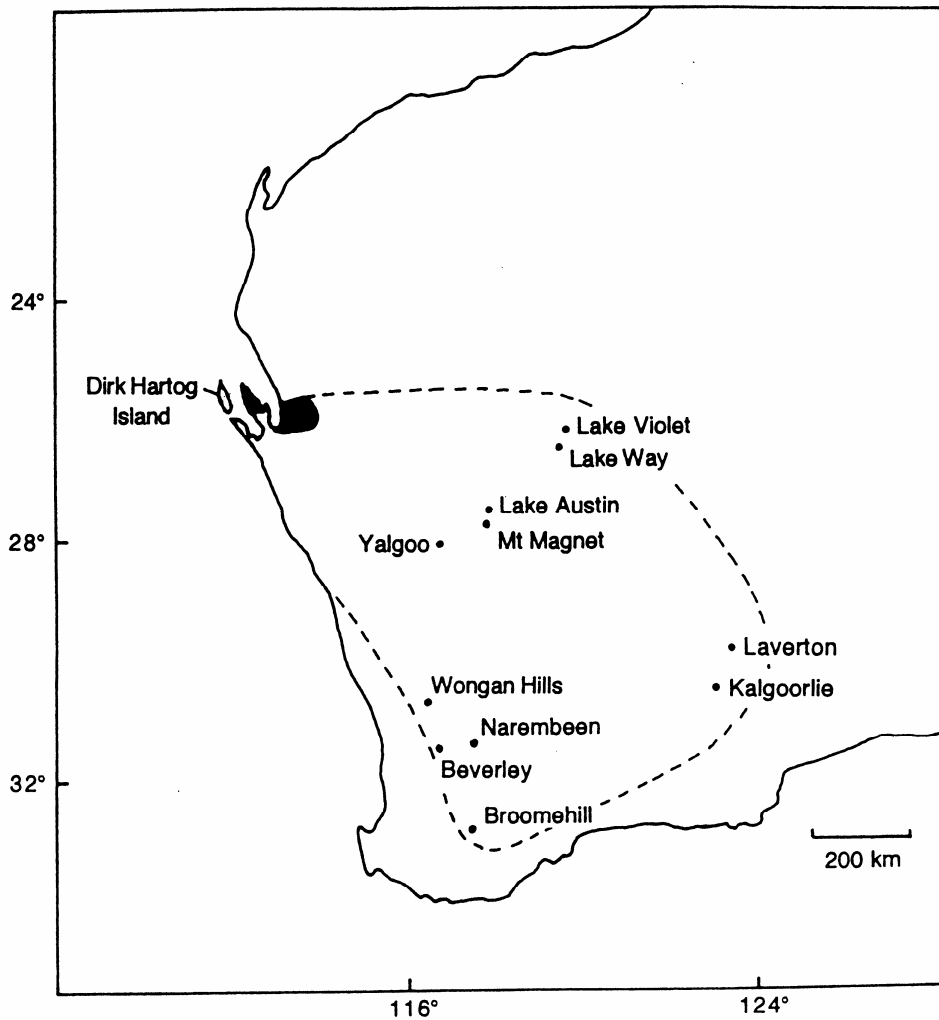 24°
Dirk Hartog
Island
Lake Violet
Lake Way
Lake Austin
Mt Magnet
Yalgoo
28°
Laverton
Kalgoorlie
Wongan Hills
Narembeen
Beverley
32°
Broomehill
200 km
116°
124°